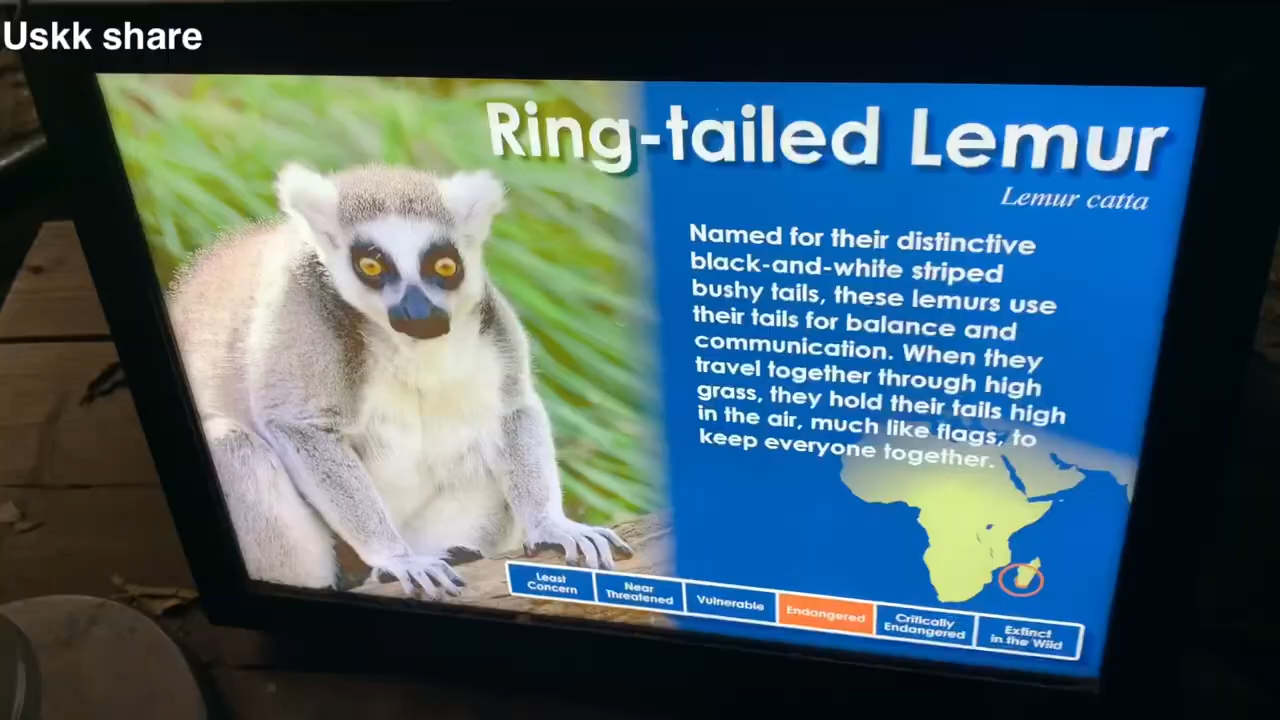 Uskk share
Ring-tailed Lemur
Lemur catta
Named for their distinctive
black-and-white striped
bushy tails, these lemurs use
their tails for balance and
communication. When they
travel together through high
grass, they hold their tails high
in the air, much like flags, to
keep everyone together.
Least
Concern
Near
Threatened
Vulnerable
Endangered
Critically
Endangered
Extinct
in the Wild